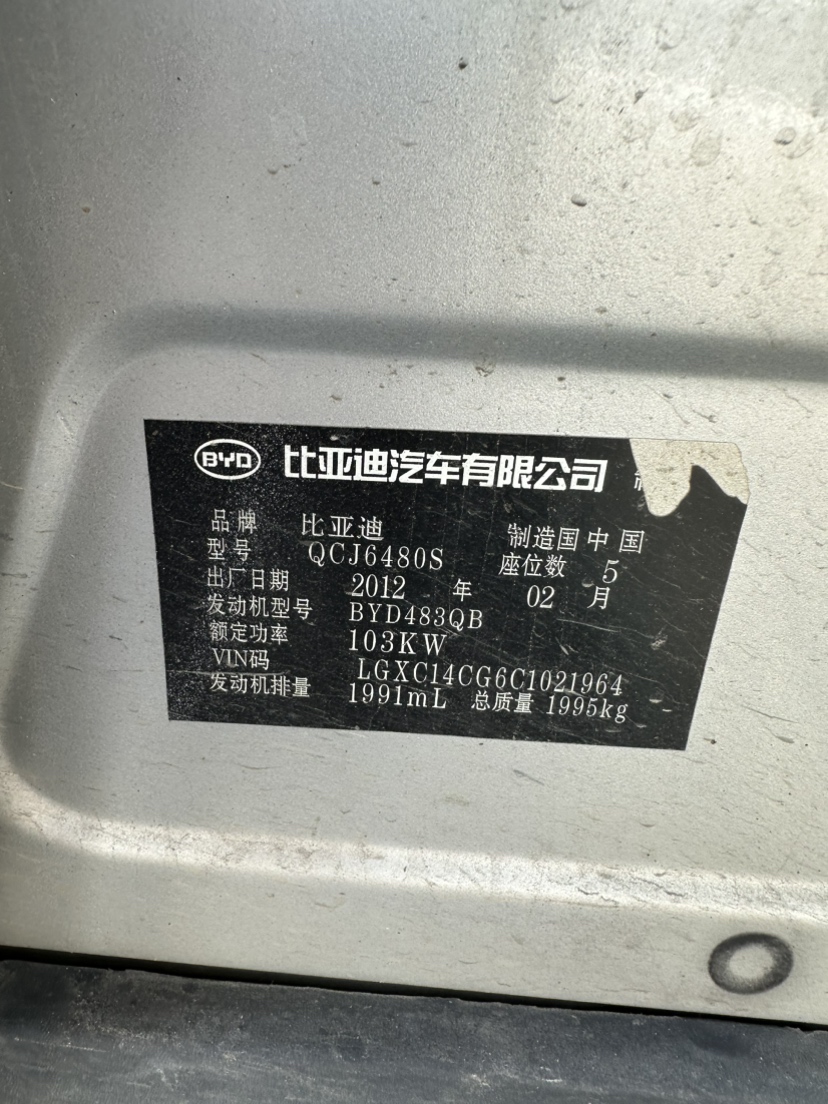 BYD 比亚迪汽车有限公司
品牌 比亚迪 制造国 中国
型号 QCJ6480S 座位数 5
出厂日期 2012 年 02 月
发动机型号 BYD483QB
额定功率 103KW
VIN码 LGXC14CG6C1021964
发动机排量 1991mL 总质量 1995kg